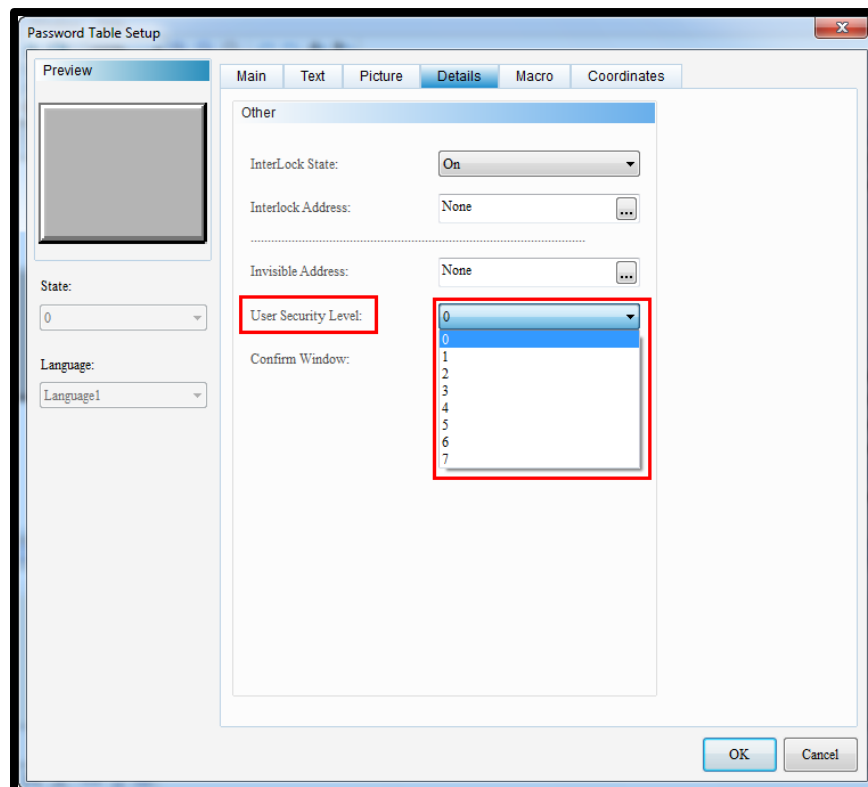 Password Table Setup
Preview
Main Text Picture Details Macro Coordinates
Other
InterLock State: On
Interlock Address: None ...
Invisible Address: None ...
State:
0
User Security Level: 0
0
Confirm Window:
1
2
3
4
5
6
7
Language:
Language1
OK Cancel